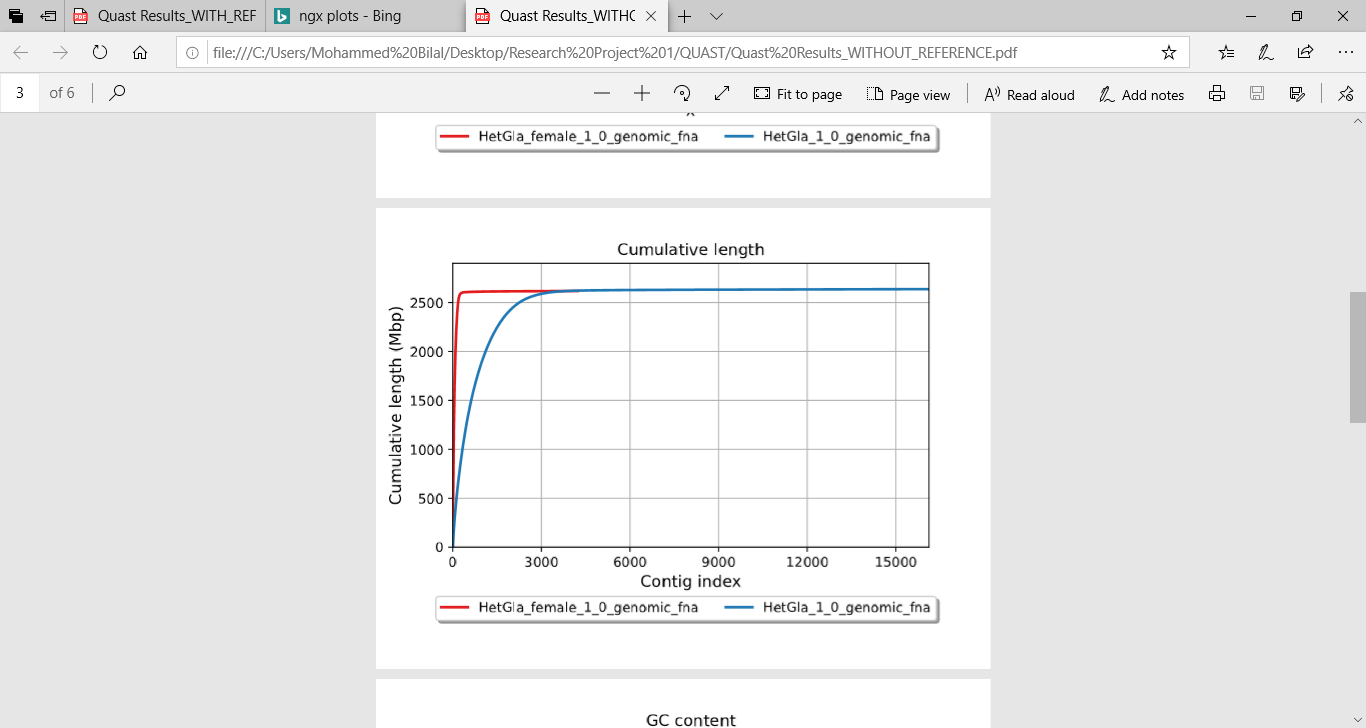 Quast Results_WITH_REF
ngx plots - Bing
Quast Results_WITHO
file:///C:/Users/Mohammed%20Bilal/Desktop/Research%20Project%201/QUAST/Quast%20Results_WITHOUT_REFERENCE.pdf
3 of 6
Fit to page
Page view
Read aloud
Add notes
x
HetGla_female_1_0_genomic_fna HetGla_1_0_genomic_fna
Cumulative length
Cumulative length (Mbp)
2500
2000
1500
1000
500
0
0 3000 6000 9000 12000 15000
Contig index
HetGla_female_1_0_genomic_fna HetGla_1_0_genomic_fna
GC content